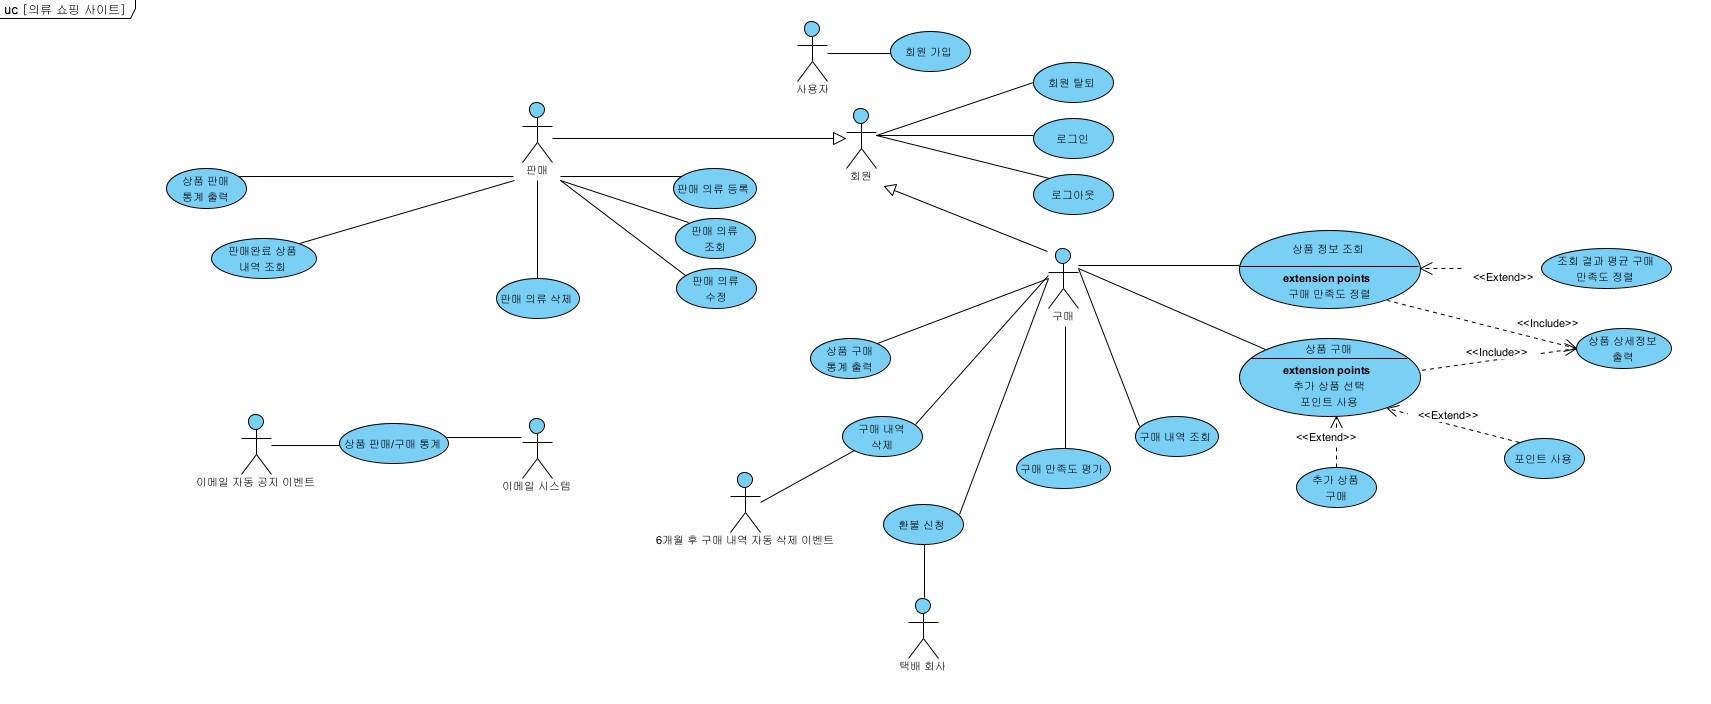 uc [의류 쇼핑 사이트]
사용자
회원 가입
회원 탈퇴
로그인
로그아웃
회원
판매
상품 판매
통계 출력
판매완료 상품
내역 조회
판매 의류 삭제
판매 의류 등록
판매 의류
조회
판매 의류
수정
구매
상품 정보 조회
extension points
구매 만족도 정렬
<<Extend>>
조회 결과 평균 구매
만족도 정렬
<<Include>>
<<Include>>
상품 상세정보
출력
상품 구매
extension points
추가 상품 선택
포인트 사용
<<Extend>>
<<Extend>>
포인트 사용
추가 상품
구매
상품 구매
통계 출력
구매 내역
삭제
구매 만족도 평가
구매 내역 조회
환불 신청
택배 회사
6개월 후 구매 내역 자동 삭제 이벤트
이메일 자동 공지 이벤트
상품 판매/구매 통계
이메일 시스템